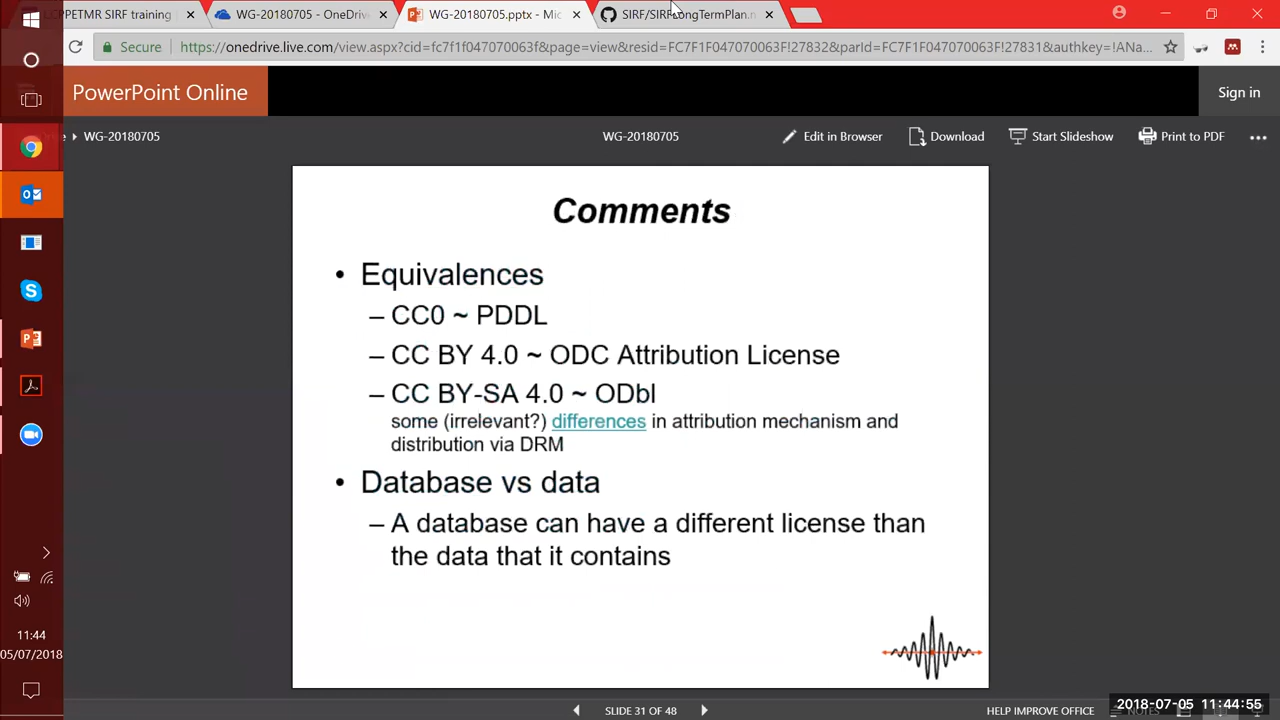 CCPPETMR SIRF training
WG-20180705 - OneDriv
WG-20180705.pptx - Mic
SIRF/SIRFLongTermPlan.m
Secure
https://onedrive.live.com/view.aspx?cid=fc7f1f047070063f&page=view&resid=FC7F1F047070063F!27832&parId=FC7F1F047070063F!27831&authkey=!ANa...
PowerPoint Online
Sign in
WG-20180705
WG-20180705
Edit in Browser
Download
Start Slideshow
Print to PDF
Comments
• Equivalences
– CC0 ~ PDDL
– CC BY 4.0 ~ ODC Attribution License
– CC BY-SA 4.0 ~ ODbl
some (irrelevant?) differences in attribution mechanism and
distribution via DRM
• Database vs data
– A database can have a different license than
the data that it contains
11:44
05/07/2018
SLIDE 31 OF 48
HELP IMPROVE OFFICE
NOTES
2018-07-05 11:44:55